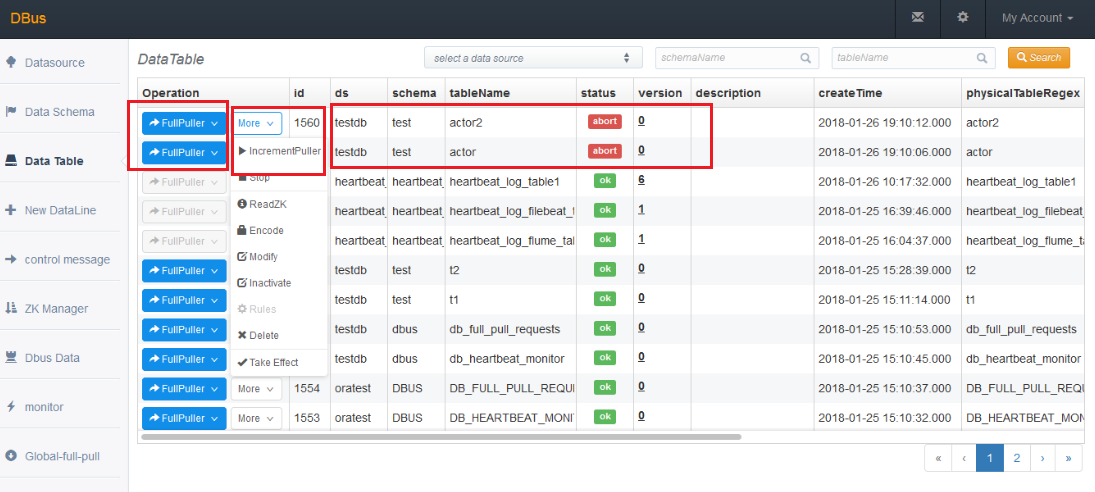 DBus
My Account
Datasource
Data Schema
Data Table
New DataLine
control message
ZK Manager
Dbus Data
monitor
Global-full-pull
DataTable
select a data source
schemaName
tableName
Search
Operation id ds schema tableName status version description createTime physicalTableRegex
FullPuller More 1560 testdb test actor2 abort 0 2018-01-26 19:10:12.000 actor2
FullPuller testdb test actor abort 0 2018-01-26 19:10:06.000 actor
FullPuller heartbeat_ heartbeat_ heartbeat_log_table1 ok 6 2018-01-26 10:17:32.000 heartbeat_log_table1
FullPuller heartbeat_ heartbeat_ heartbeat_log_filebeat_t ok 1 2018-01-25 16:39:46.000 heartbeat_log_filebeat
FullPuller heartbeat_ heartbeat_ heartbeat_log_flume_tal ok 1 2018-01-25 16:04:37.000 heartbeat_log_flume_ta
FullPuller testdb test t2 ok 0 2018-01-25 15:28:39.000 t2
FullPuller testdb test t1 ok 0 2018-01-25 15:11:14.000 t1
FullPuller testdb dbus db_full_pull_requests ok 0 2018-01-25 15:10:53.000 db_full_pull_requests
FullPuller testdb dbus db_heartbeat_monitor ok 0 2018-01-25 15:10:45.000 db_heartbeat_monitor
FullPuller More 1554 oratest DBUS DB_FULL_PULL_REQUE ok 0 2018-01-25 15:10:37.000 DB_FULL_PULL_REQU
FullPuller More 1553 oratest DBUS DB_HEARTBEAT_MONI ok 0 2018-01-25 15:10:32.000 DB_HEARTBEAT_MON
IncrementPuller
Stop
ReadZK
Encode
Modify
Inactivate
Rules
Delete
Take Effect
« ‹ 1 2 › »